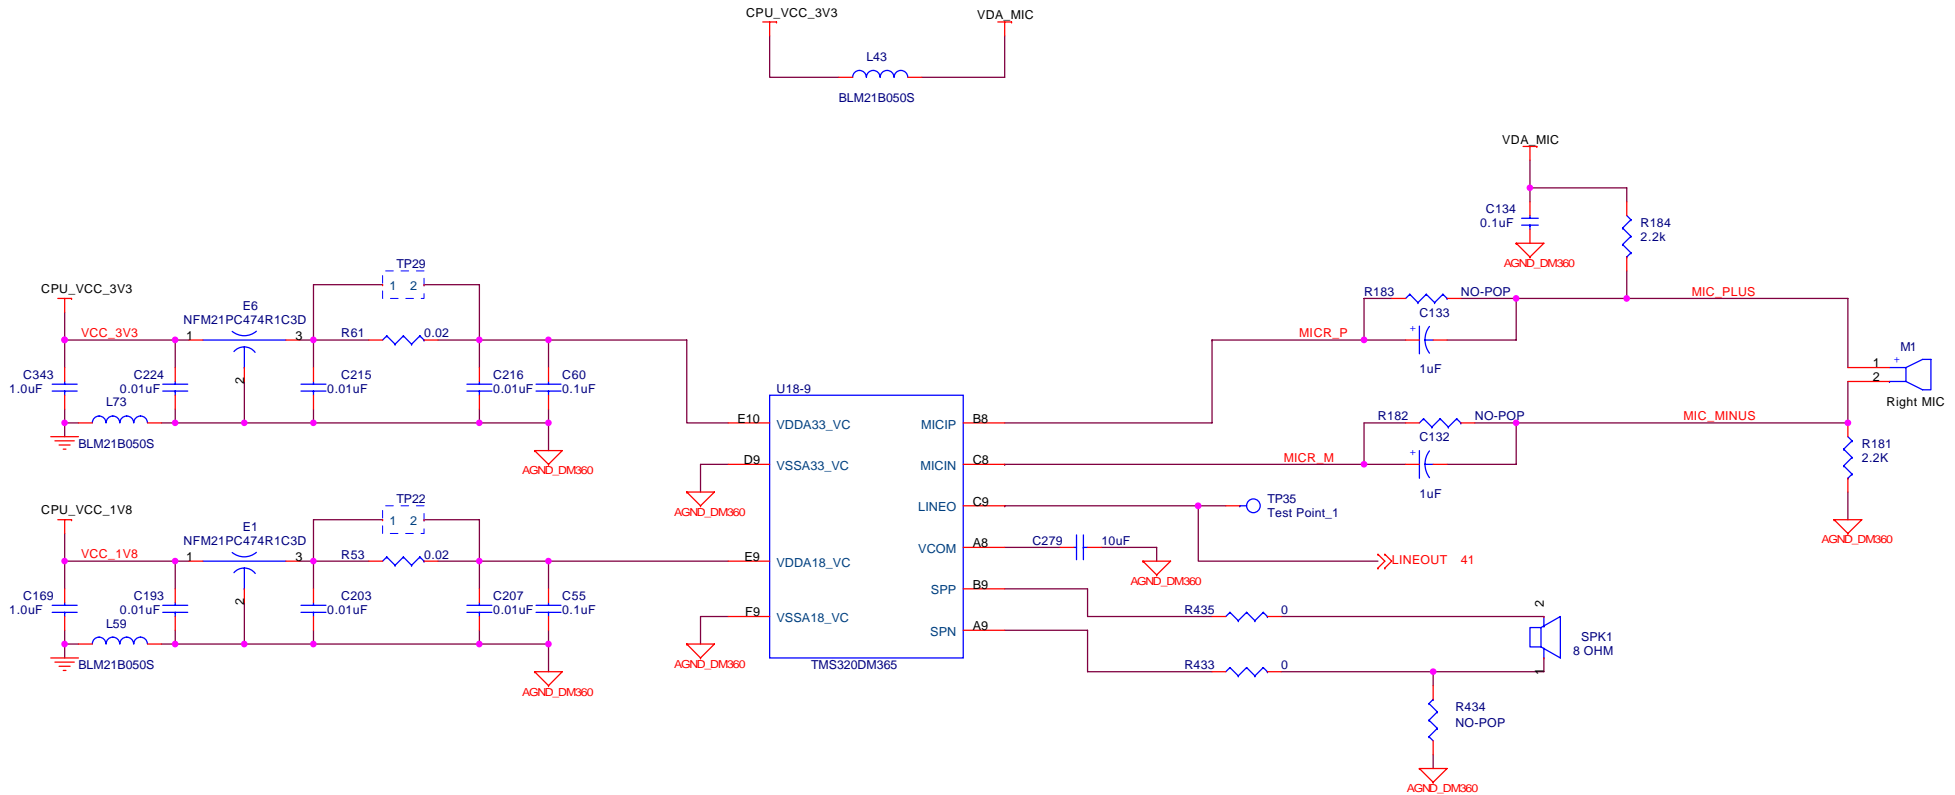 CPU_VCC_3V3
VDA_MIC
L43
BLM21B050S
VDA_MIC
C134
0.1uF
AGND_DM360
R184
2.2k
TP29
1 2
CPU_VCC_3V3
E6
NFM21PC474R1C3D
VCC_3V3
1
3
2
R61
0.02
C343
1.0uF
C224
0.01uF
C215
0.01uF
C216
0.01uF
C60
0.1uF
L73
BLM21B050S
AGND_DM360
R183
NO-POP
C133
+
1uF
MICR_P
MIC_PLUS
M1
+
1
2
Right MIC
R182
NO-POP
C132
+
1uF
MICR_M
MIC_MINUS
R181
2.2K
AGND_DM360
U18-9
E10
VDDA33_VC
D9
VSSA33_VC
E9
VDDA18_VC
F9
VSSA18_VC
MICIP
B8
MICIN
C8
LINEO
C9
VCOM
A8
SPP
B9
SPN
A9
TMS320DM365
AGND_DM360
AGND_DM360
TP35
Test Point_1
LINEOUT 41
C279
10uF
AGND_DM360
TP22
1 2
CPU_VCC_1V8
E1
NFM21PC474R1C3D
VCC_1V8
1
3
2
R53
0.02
C169
1.0uF
C193
0.01uF
C203
0.01uF
C207
0.01uF
C55
0.1uF
L59
BLM21B050S
AGND_DM360
R435
0
R433
0
2
1
SPK1
8 OHM
R434
NO-POP
AGND_DM360